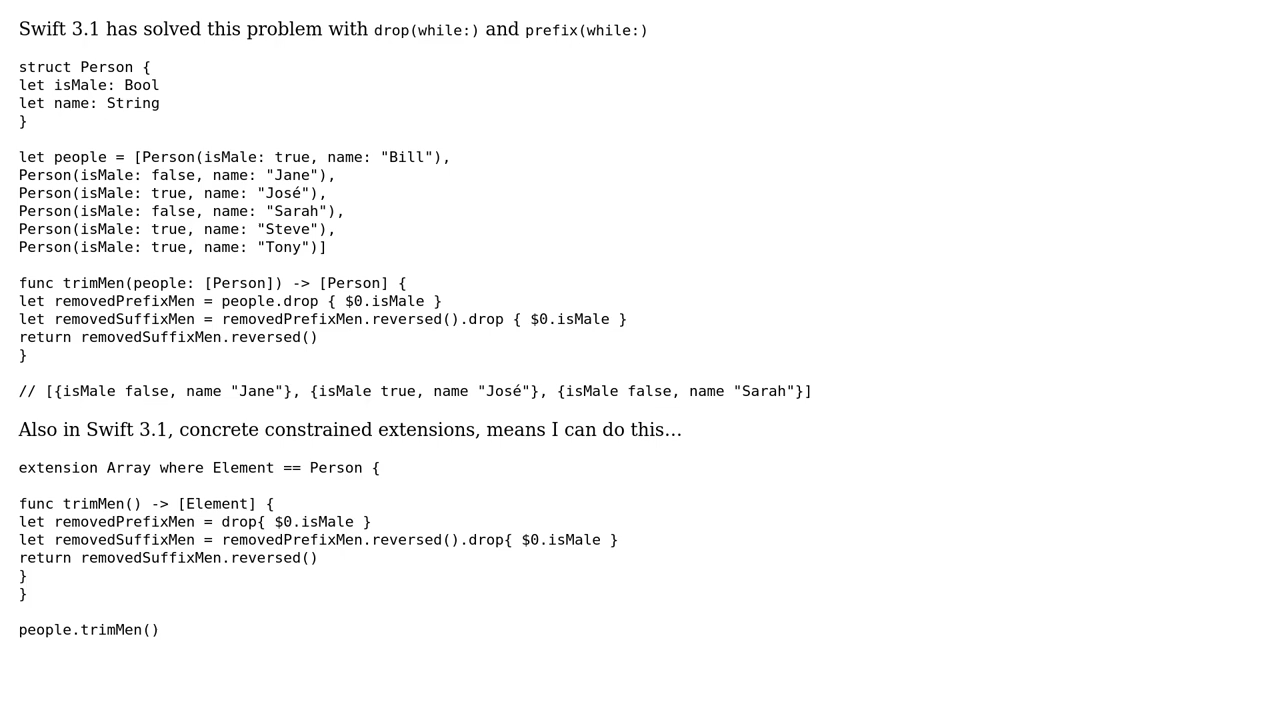 Swift 3.1 has solved this problem with drop(while:) and prefix(while:)
struct Person {
let isMale: Bool
let name: String
}
let people = [Person(isMale: true, name: "Bill"),
Person(isMale: false, name: "Jane"),
Person(isMale: true, name: "José"),
Person(isMale: false, name: "Sarah"),
Person(isMale: true, name: "Steve"),
Person(isMale: true, name: "Tony")]
func trimMen(people: [Person]) -> [Person] {
let removedPrefixMen = people.drop { $0.isMale }
let removedSuffixMen = removedPrefixMen.reversed().drop { $0.isMale }
return removedSuffixMen.reversed()
}
// [{isMale false, name "Jane"}, {isMale true, name "José"}, {isMale false, name "Sarah"}]
Also in Swift 3.1, concrete constrained extensions, means I can do this…
extension Array where Element == Person {
func trimMen() -> [Element] {
let removedPrefixMen = drop{ $0.isMale }
let removedSuffixMen = removedPrefixMen.reversed().drop{ $0.isMale }
return removedSuffixMen.reversed()
}
}
people.trimMen()